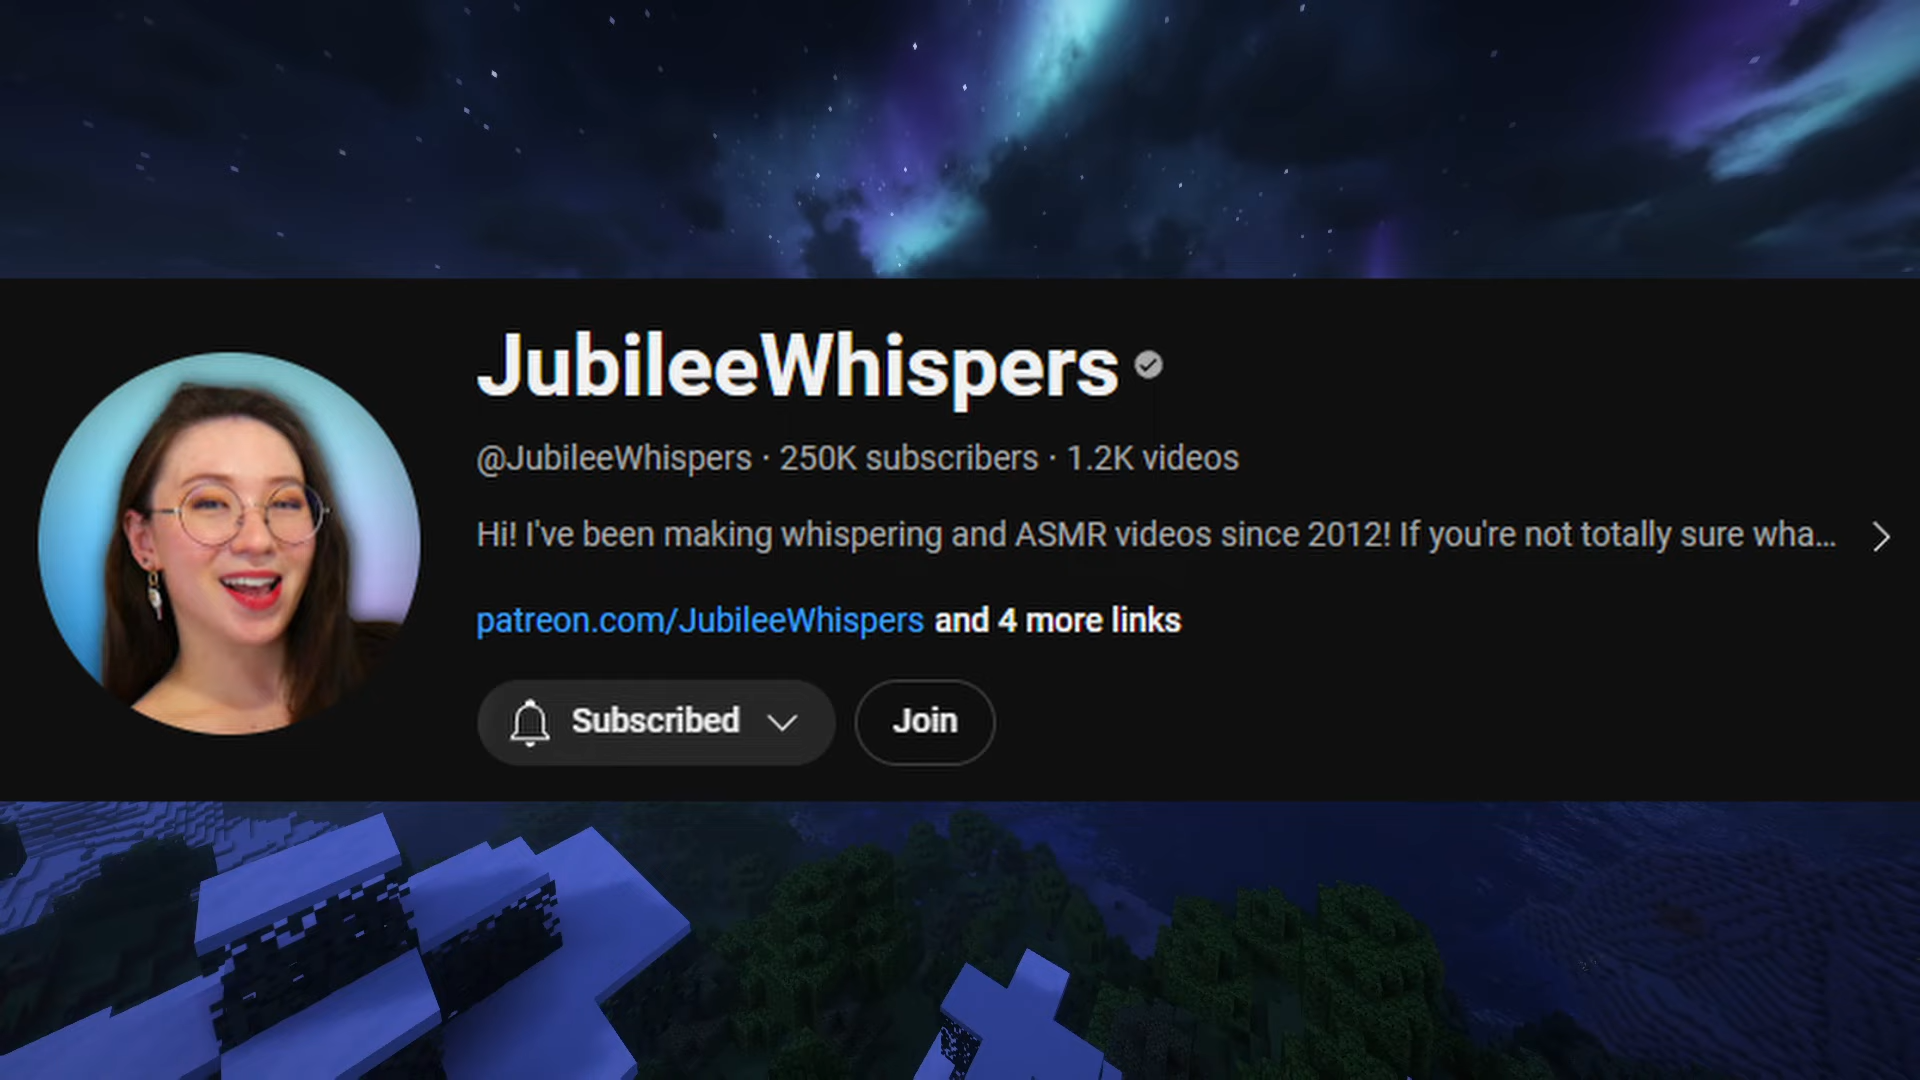 JubileeWhispers
@JubileeWhispers · 250K subscribers · 1.2K videos
Hi! I've been making whispering and ASMR videos since 2012! If you're not totally sure wha...
patreon.com/JubileeWhispers and 4 more links
Subscribed Join